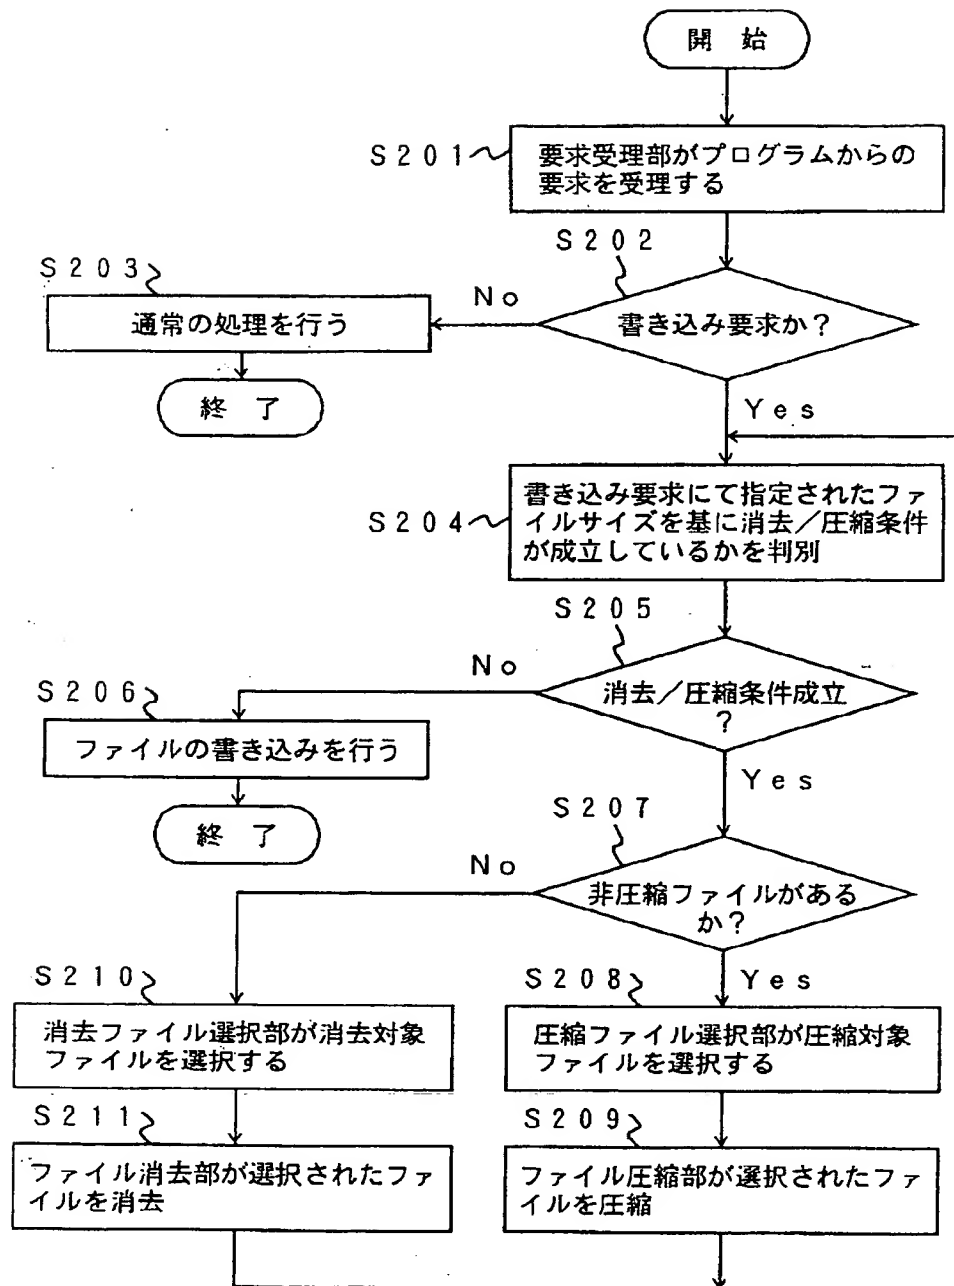 開 始
S201
要求受理部がプログラムからの
要求を受理する
S202
書き込み要求か？
No
S203
通常の処理を行う
終 了
Yes
S204
書き込み要求にて指定されたファ
イルサイズを基に消去／圧縮条件
が成立しているかを判別
S205
消去／圧縮条件成立
？
No
S206
ファイルの書き込みを行う
終 了
Yes
S207
非圧縮ファイルがある
か？
No
Yes
S210
消去ファイル選択部が消去対象
ファイルを選択する
S208
圧縮ファイル選択部が圧縮対象
ファイルを選択する
S211
ファイル消去部が選択されたファ
イルを消去
S209
ファイル圧縮部が選択されたファ
イルを圧縮